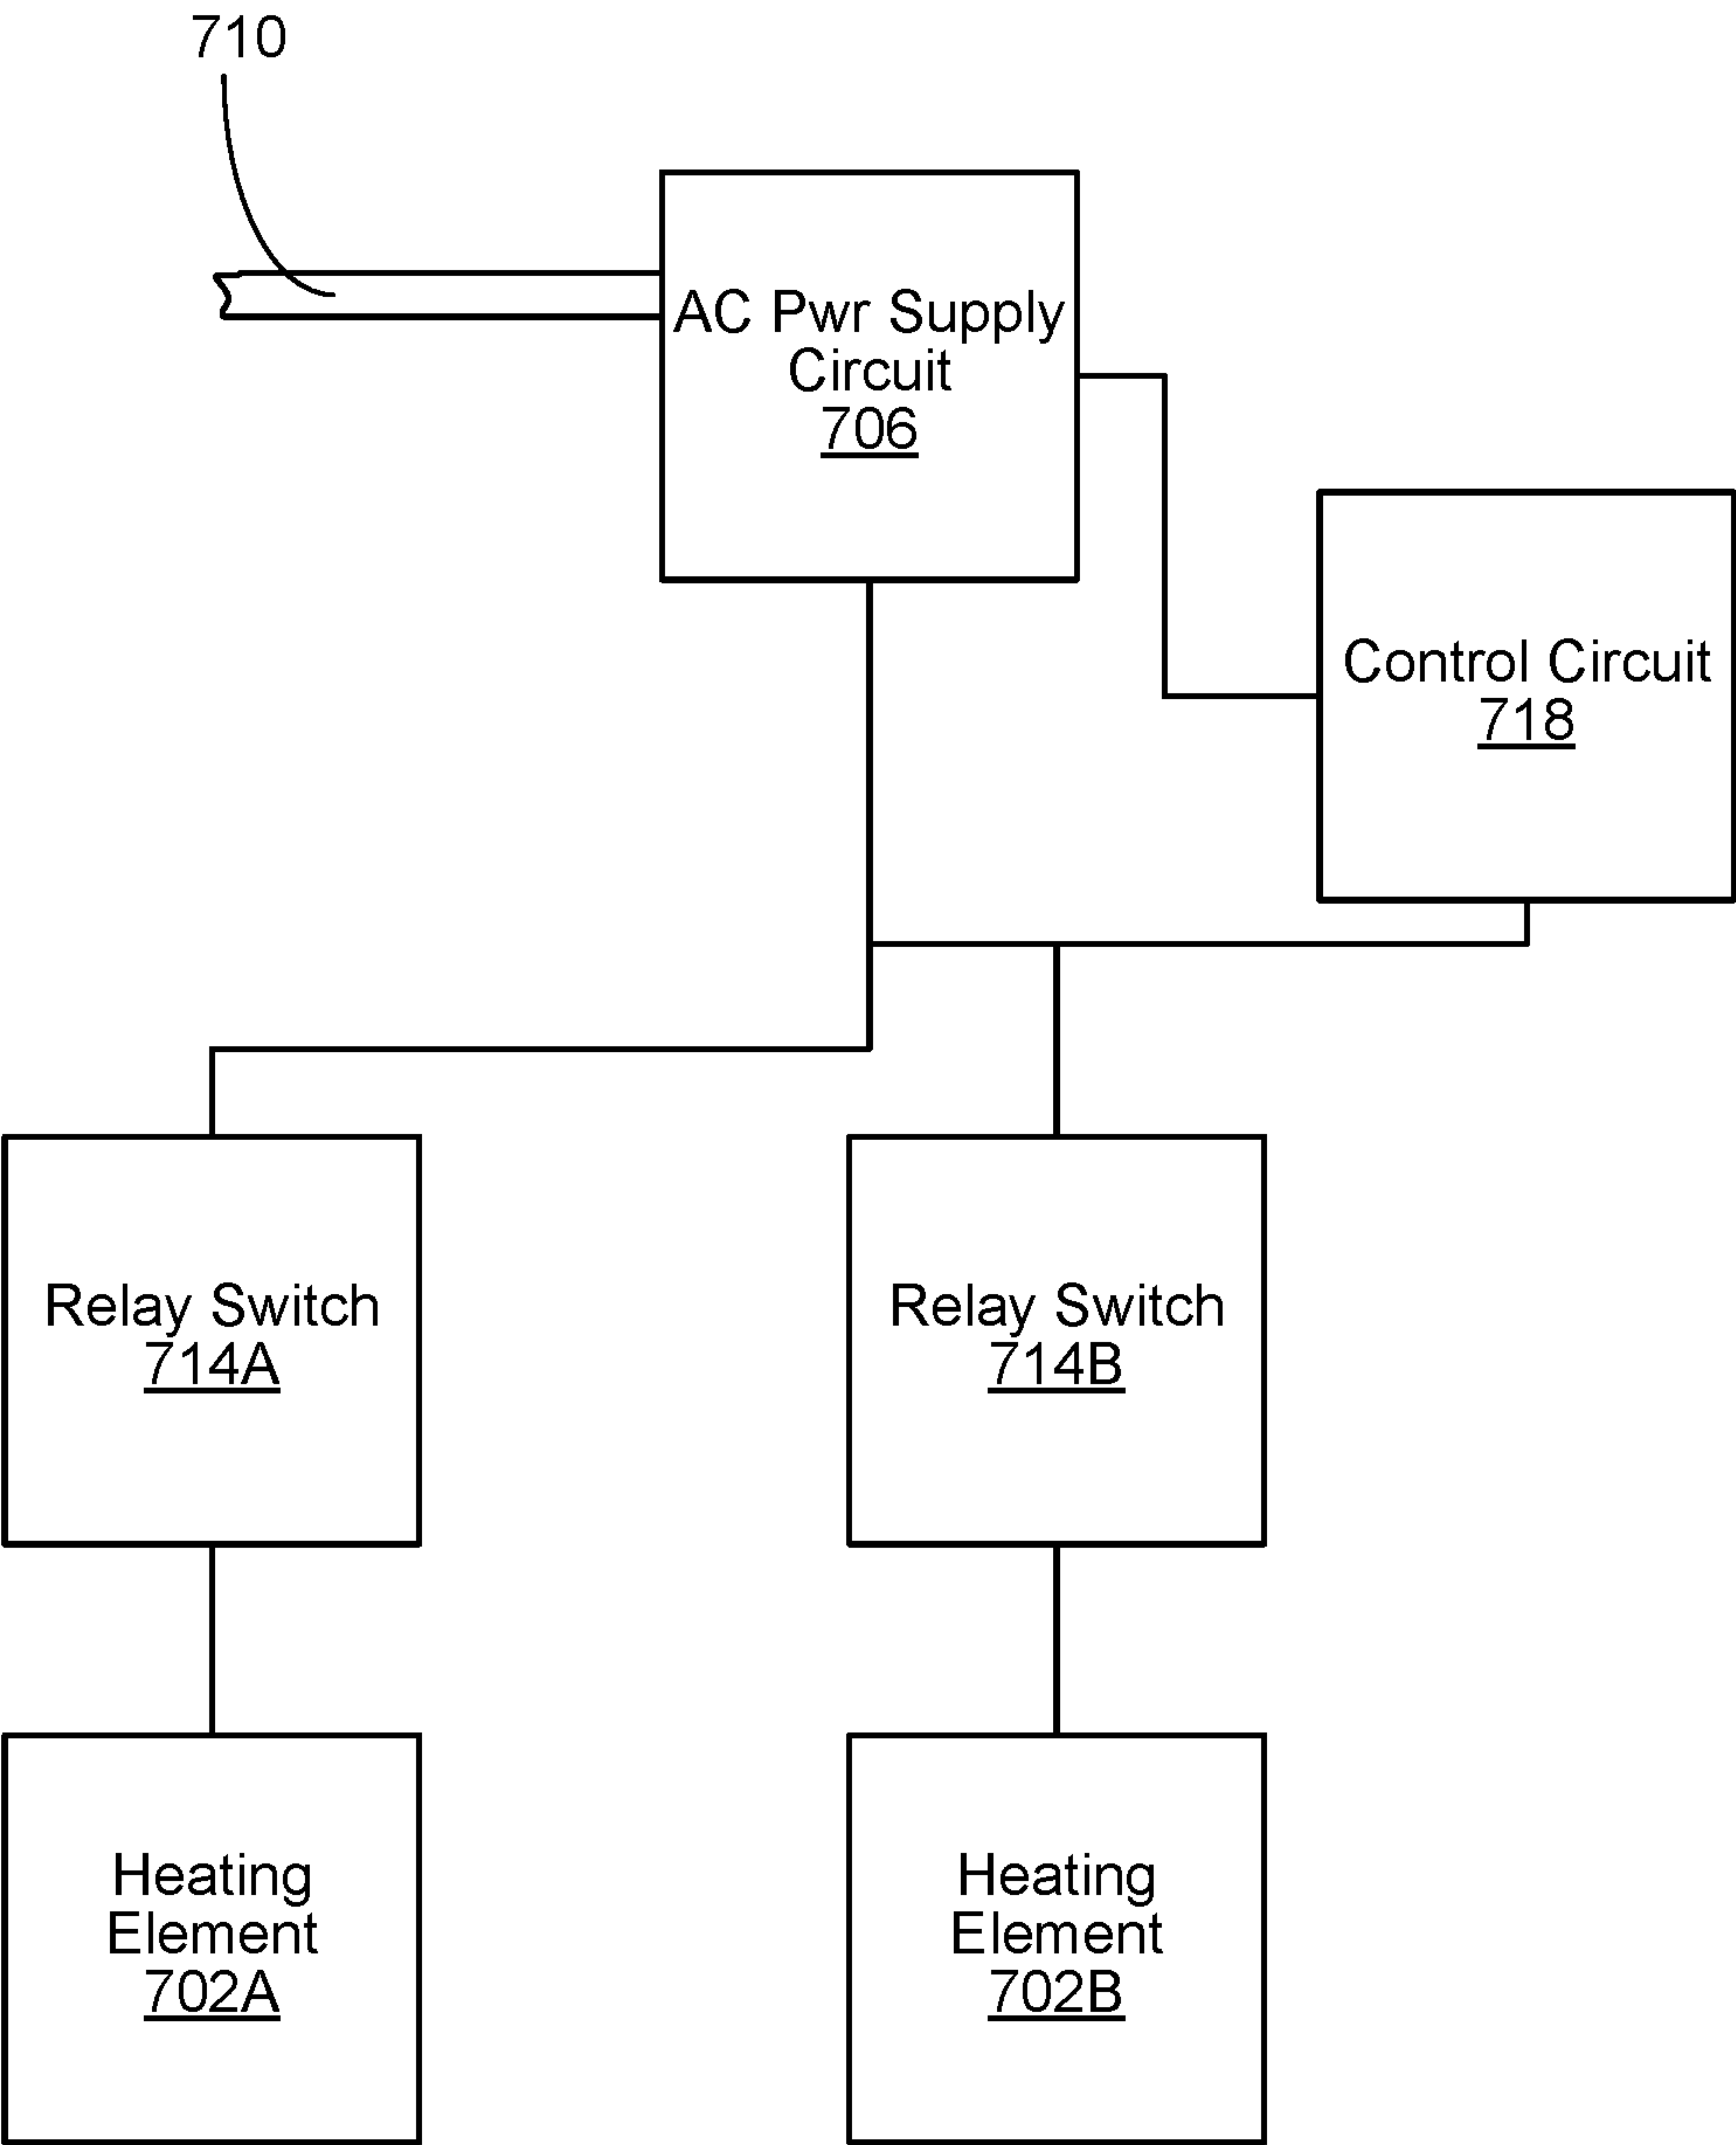 710
AC Pwr Supply
Circuit
706
Control Circuit
718
Relay Switch
714A
Relay Switch
714B
Heating
Element
702A
Heating
Element
702B